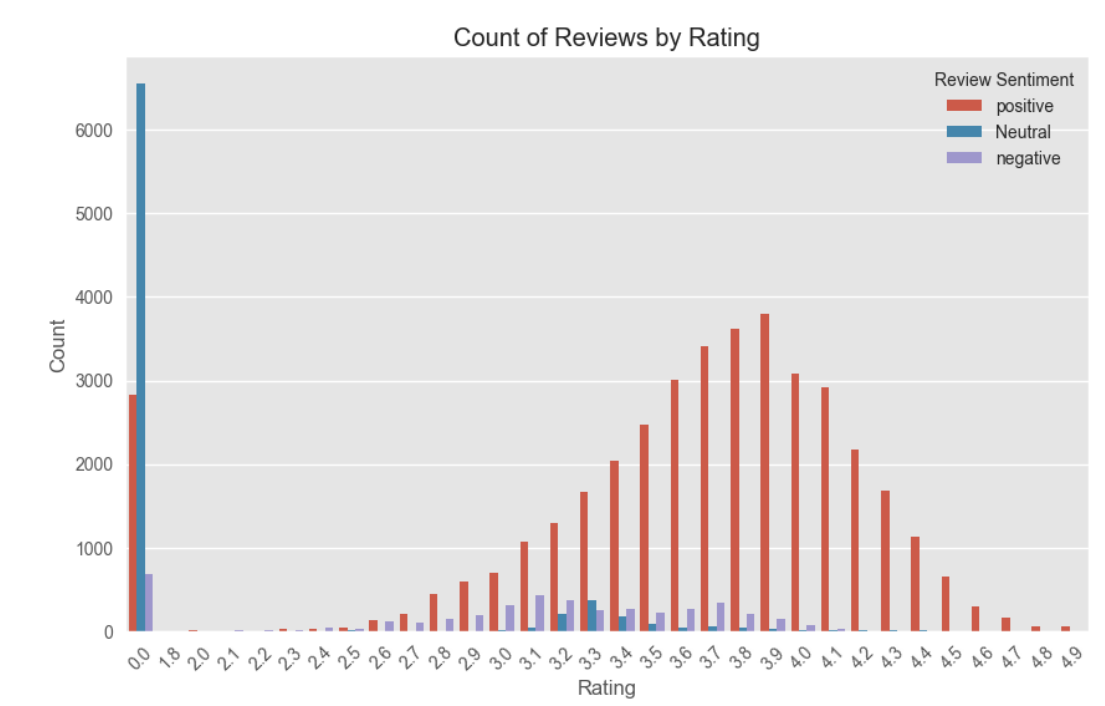 Count of Reviews by Rating
Review Sentiment
positive
Neutral
negative
Count
6000
5000
4000
3000
2000
1000
0
0.0 1.8 2.0 2.1 2.2 2.3 2.4 2.5 2.6 2.7 2.8 2.9 3.0 3.1 3.2 3.3 3.4 3.5 3.6 3.7 3.8 3.9 4.0 4.1 4.2 4.3 4.4 4.5 4.6 4.7 4.8 4.9
Rating